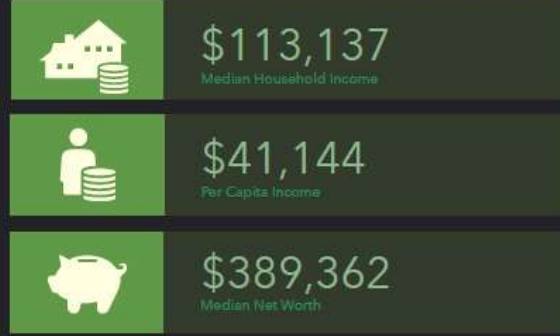 $113,137
Median Household Income
$41,144
Per Capita Income
$389,362
Median Net Worth